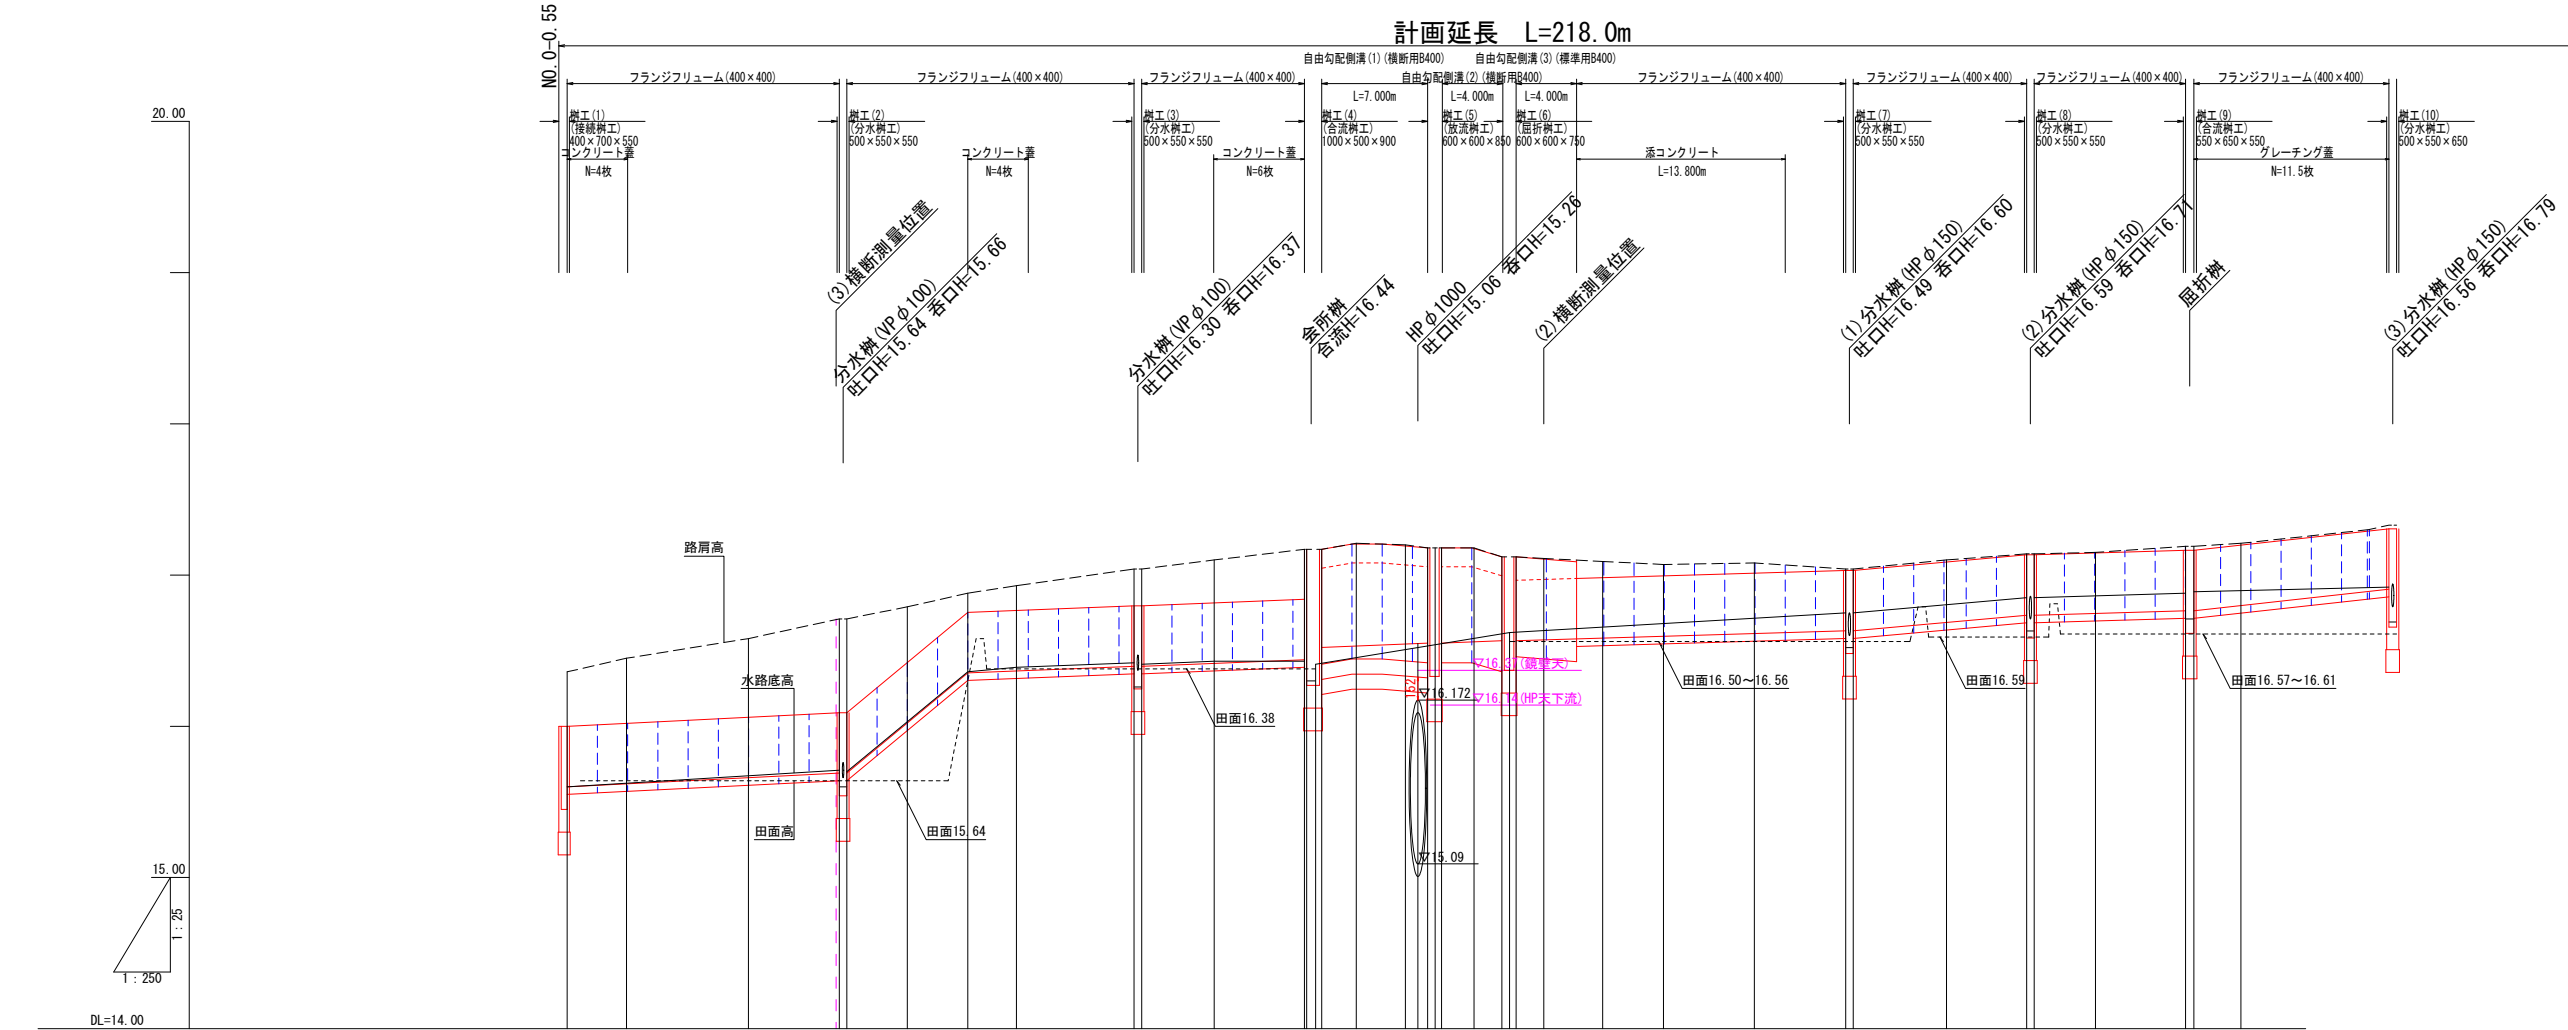 計画延長 L=218.0m
NO.0-0.55
自由勾配側溝(1)(横断用B400)
自由勾配側溝(3)(標準用B400)
フランジフリューム(400×400)
フランジフリューム(400×400)
フランジフリューム(400×400)
自由勾配側溝(2)(横断用B400)
フランジフリューム(400×400)
フランジフリューム(400×400)
フランジフリューム(400×400)
フランジフリューム(400×400)
L=7.000m
L=4.000m
L=4.000m
20.00
桝工(1)
(接続桝工)
400×700×550
コンクリート蓋
N=4枚
桝工(2)
(分水桝工)
500×550×550
コンクリート蓋
N=4枚
桝工(3)
(分水桝工)
500×550×550
コンクリート蓋
N=6枚
桝工(4)
(合流桝工)
1000×500×900
桝工(5)
(放流桝工)
600×600×850
桝工(6)
(屈折桝工)
600×600×750
添コンクリート
L=13.800m
桝工(7)
(分水桝工)
500×550×550
桝工(8)
(分水桝工)
500×550×550
桝工(9)
(合流桝工)
550×650×550
グレーチング蓋
N=11.5枚
桝工(10)
(分水桝工)
500×550×650
(3)横断測量位置
分水桝(VPφ100)
吐口H=15.64 呑口H=15.66
分水桝(VPφ100)
吐口H=16.30 呑口H=16.37
会所桝
合流H=16.44
HPφ1000
吐口H=15.06 呑口H=15.26
(2)横断測量位置
(1)分水桝(HPφ150)
吐口H=16.49 呑口H=16.60
(2)分水桝(HPφ150)
吐口H=16.59 呑口H=16.71
屈折桝
(3)分水桝(HPφ150)
吐口H=16.56 呑口H=16.79
路肩高
水路底高
田面高
田面15.64
田面16.38
▽16.37(鏡壁天)
152
▽16.172
▽16.14(HP天下流)
▽15.09
田面16.50～16.56
田面16.59
田面16.57～16.61
15.00
1:25
1:250
DL=14.00